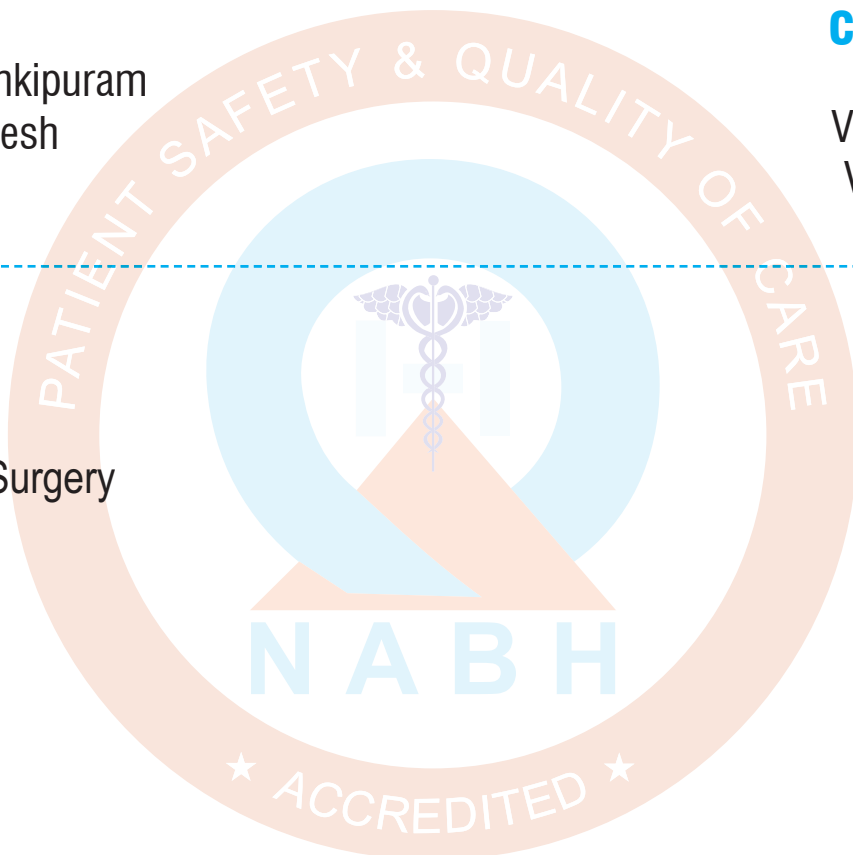 C
nkipuram
esh
V
V
PATIENT SAFETY & QUALITY OF CARE
Surgery
NABH
★ ACCREDITED ★